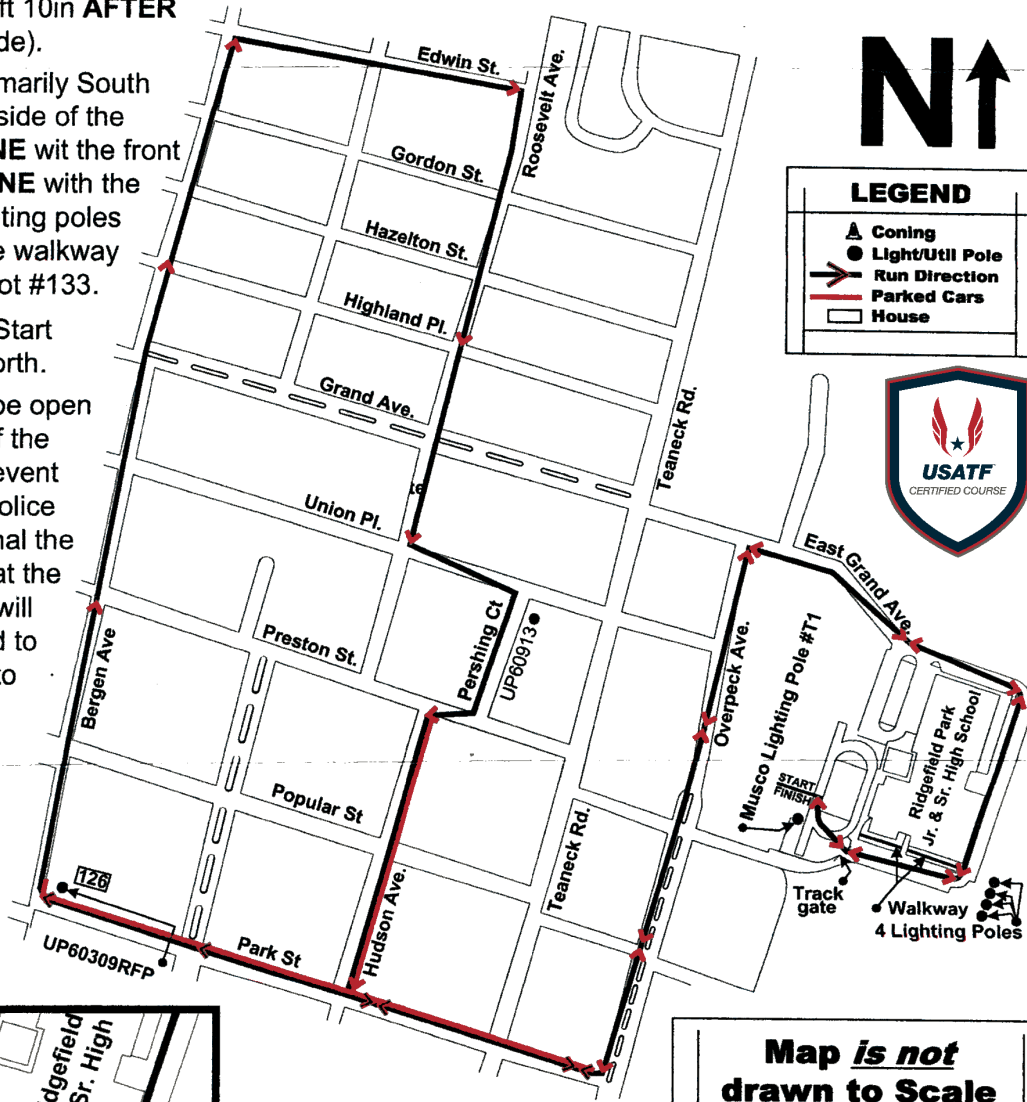 ft 10in AFTER
de).
marily South
side of the
NE wit the front
NE with the
ting poles
e walkway
ot #133.
Start
orth.
be open
f the
event
olice
nal the
at the
will
d to
to
Edwin St.
Roosevelt Ave.
Gordon St.
Hazelton St.
Highland Pl.
Grand Ave.
Teaneck Rd.
Union Pl.
Pershing Ct
UP60913
Preston St.
Bergen Ave
Popular St
Hudson Ave.
Teaneck Rd.
Park St
126
UP60309RFP
N
LEGEND
Coning
Light/Util Pole
Run Direction
Parked Cars
House
USATF
CERTIFIED COURSE
East Grand Ave.
Overpeck Ave.
Musco Lighting Pole #T1
START
FINISH
Ridgefield Park
Jr. & Sr. High School
Track
gate
Walkway
4 Lighting Poles
dgefield
Sr. High
Map is not
drawn to Scale